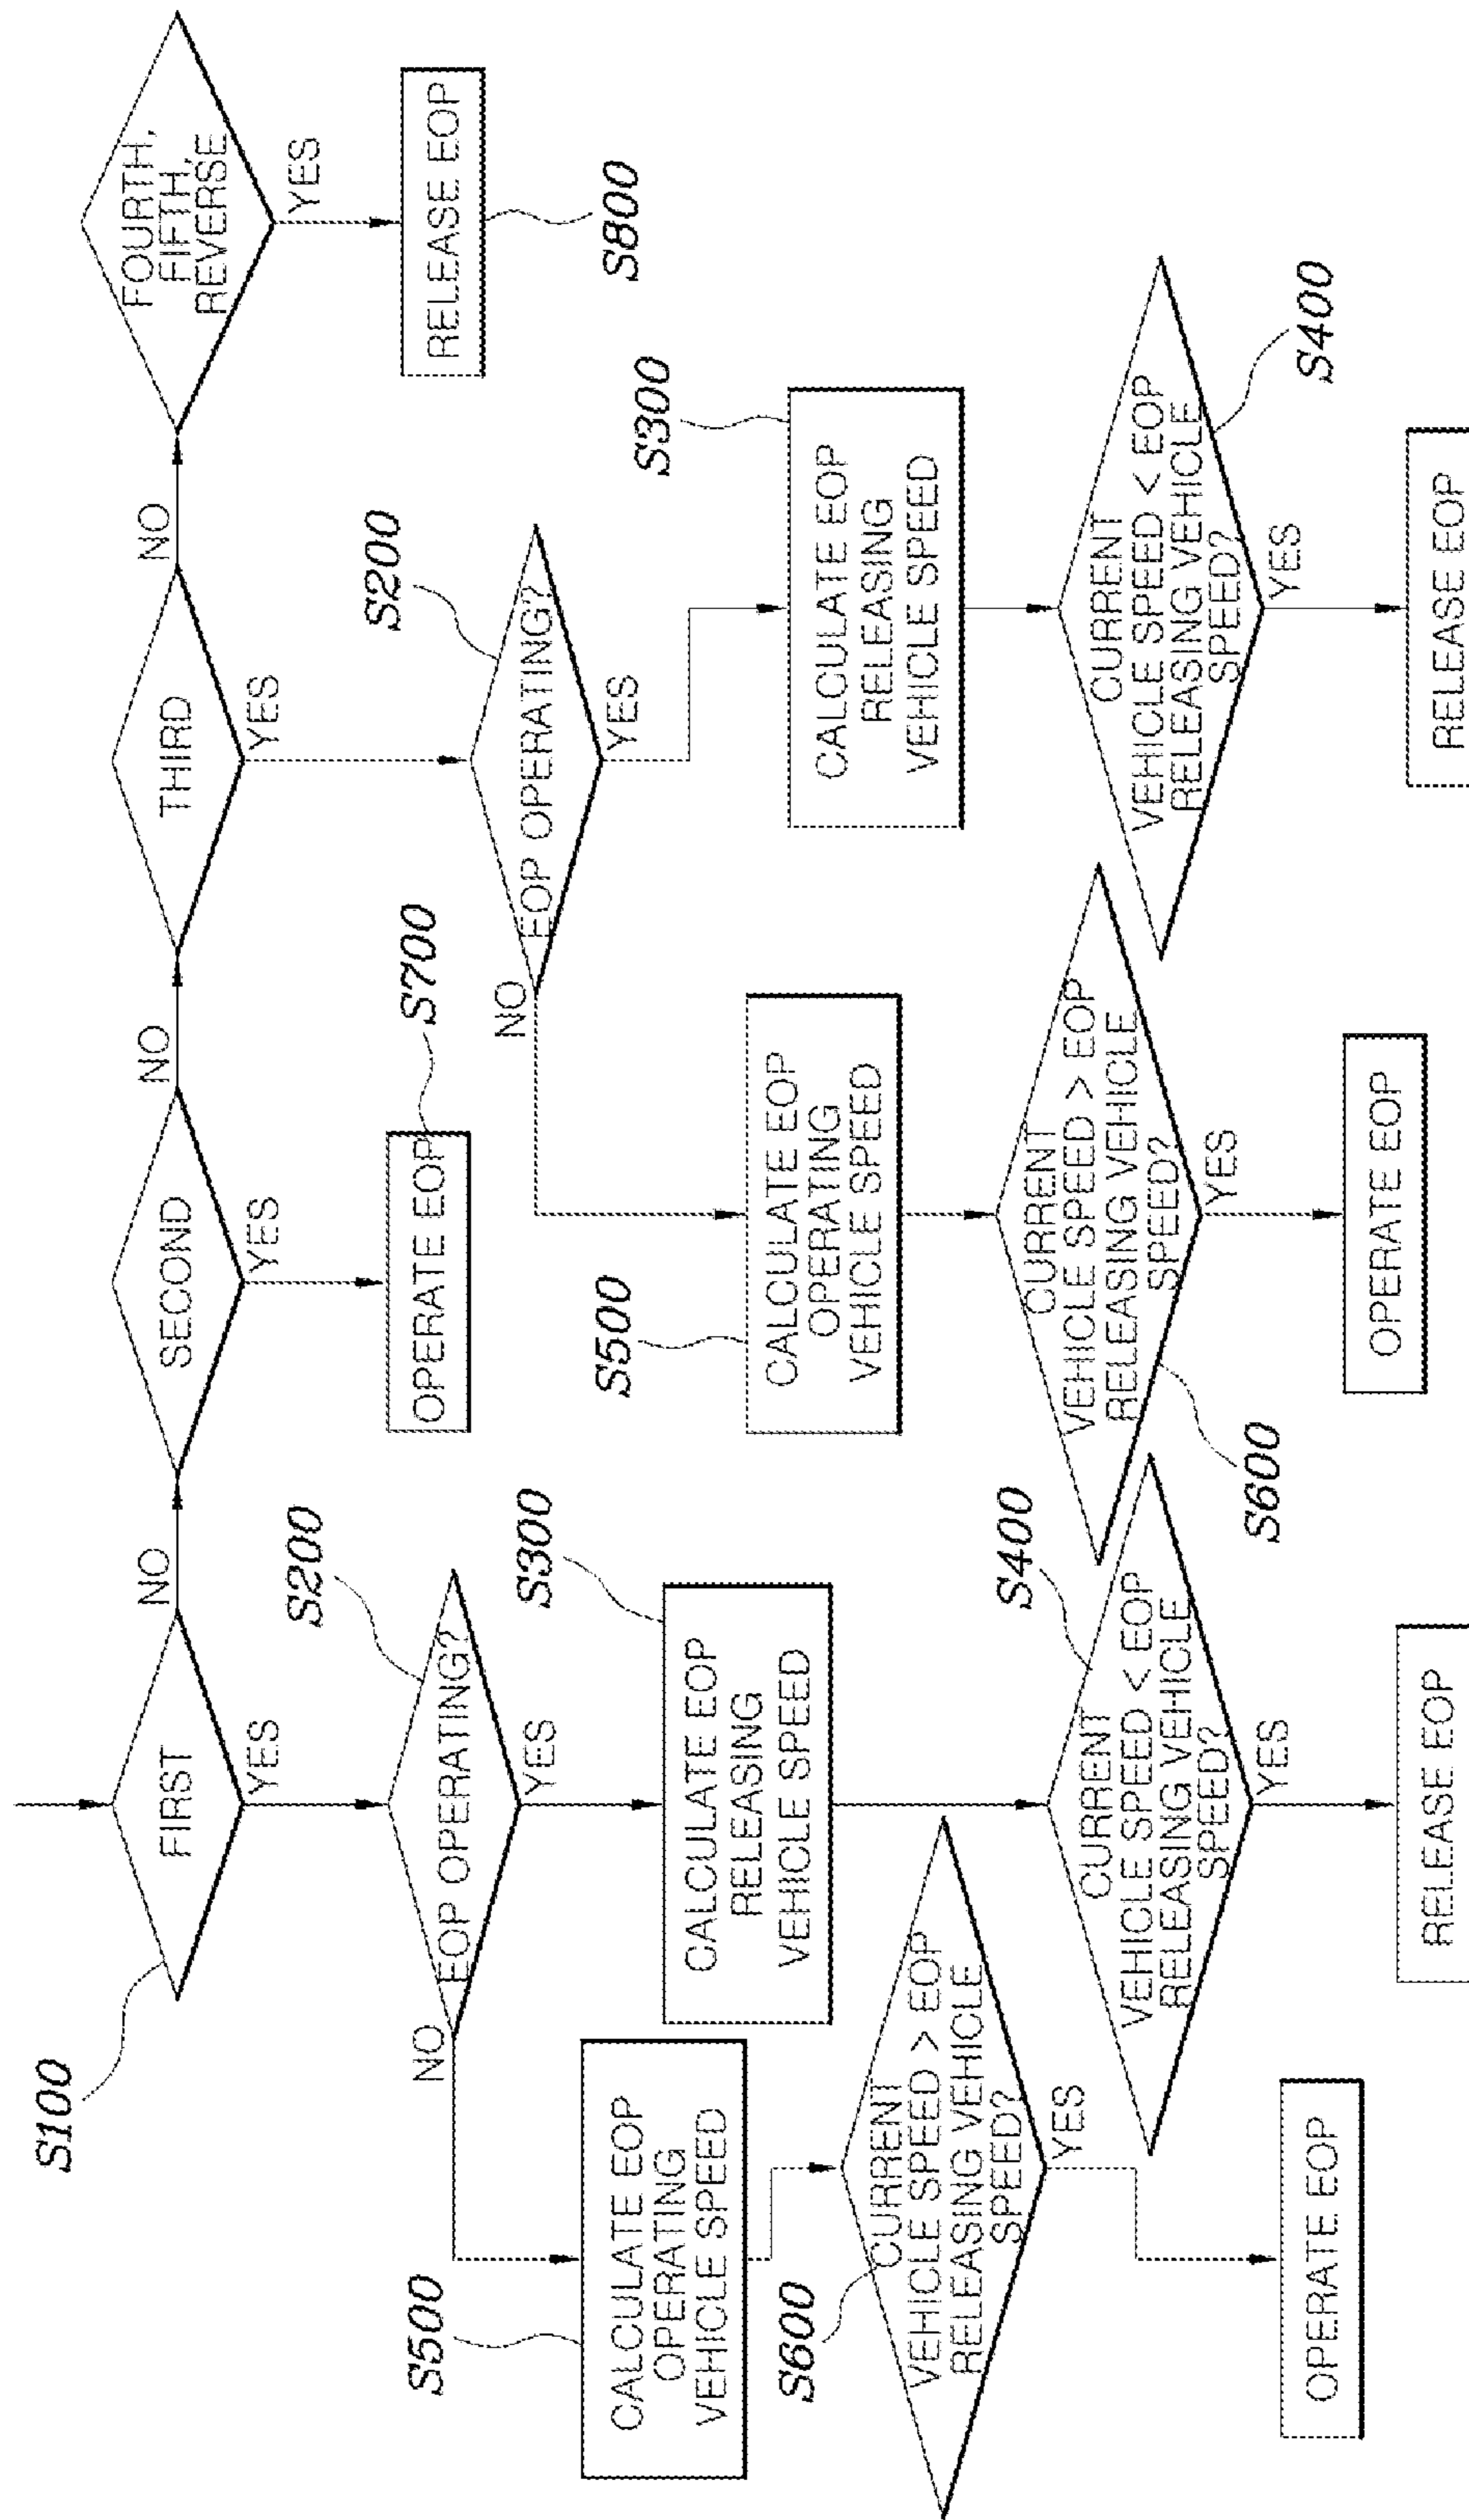 S100
FIRST
NO
SECOND
NO
THIRD
NO
FOURTH,
FIFTH,
REVERSE
YES
YES
YES
YES
S200
EOP OPERATING?
NO
YES
OPERATE EOP
S700
S200
EOP OPERATING?
NO
YES
RELEASE EOP
S800
S500
CALCULATE EOP
OPERATING
VEHICLE SPEED
S300
CALCULATE EOP
RELEASING
VEHICLE SPEED
S500
CALCULATE EOP
OPERATING
VEHICLE SPEED
S300
CALCULATE EOP
RELEASING
VEHICLE SPEED
S600
CURRENT
VEHICLE SPEED > EOP
RELEASING VEHICLE
SPEED?
YES
S400
CURRENT
VEHICLE SPEED < EOP
RELEASING VEHICLE
SPEED?
YES
S600
CURRENT
VEHICLE SPEED > EOP
RELEASING VEHICLE
SPEED?
YES
S400
CURRENT
VEHICLE SPEED < EOP
RELEASING VEHICLE
SPEED?
YES
OPERATE EOP
RELEASE EOP
OPERATE EOP
RELEASE EOP